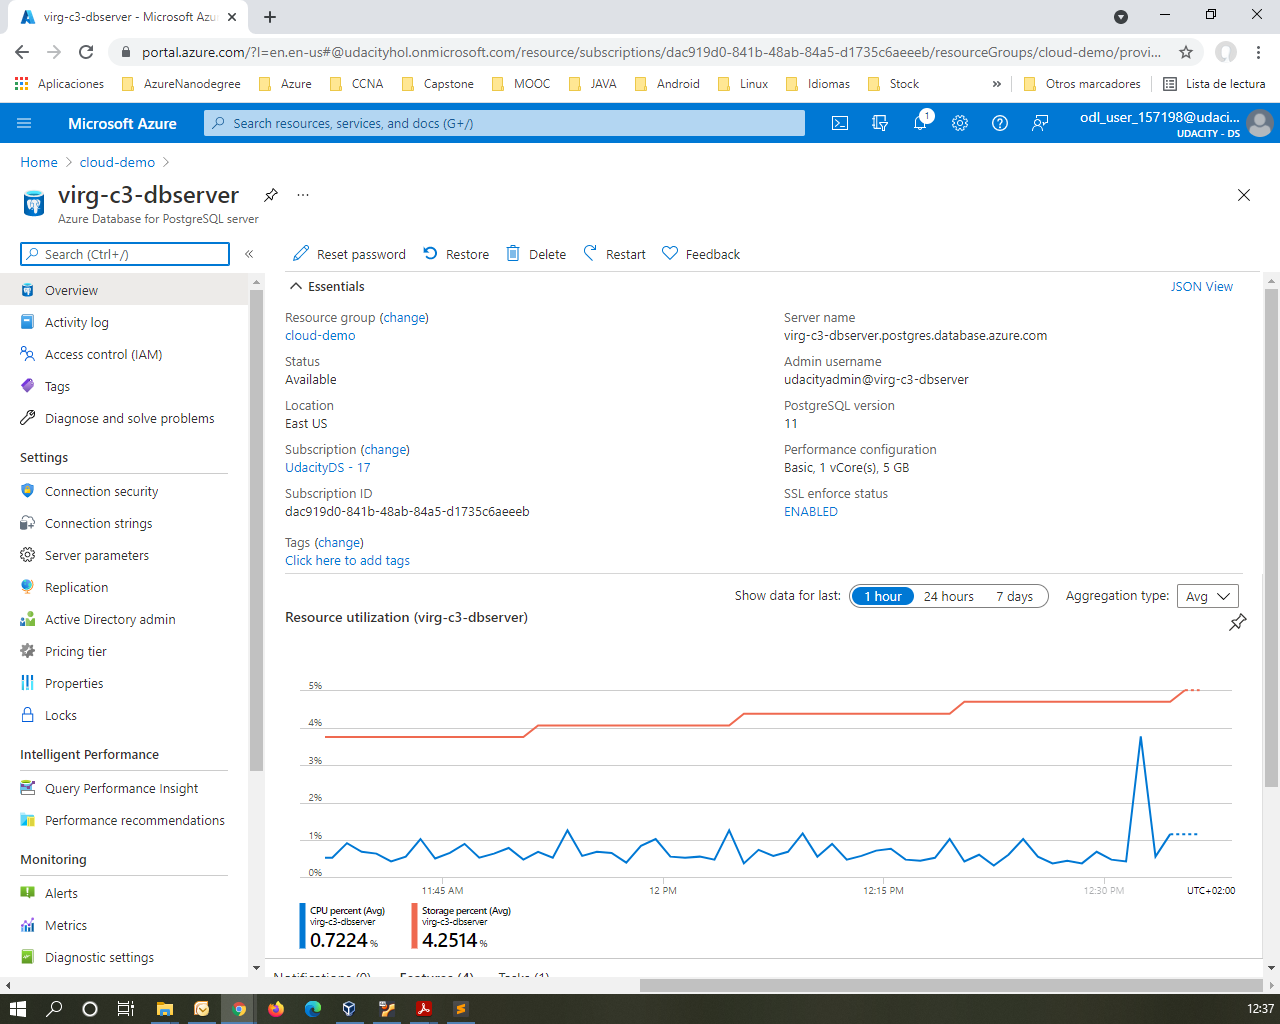 virg-c3-dbserver - Microsoft Azu
portal.azure.com/?l=en.en-us#@udacityhol.onmicrosoft.com/resource/subscriptions/dac919d0-841b-48ab-84a5-d1735c6aeeeb/resourceGroups/cloud-demo/provi...
Aplicaciones AzureNanodegree Azure CCNA Capstone MOOC JAVA Android Linux Idiomas Stock » Otros marcadores Lista de lectura
Microsoft Azure Search resources, services, and docs (G+/) 1 odl_user_157198@udaci...
UDACITY - DS
Home > cloud-demo >
virg-c3-dbserver ...
Azure Database for PostgreSQL server
Search (Ctrl+/) «
Overview
Activity log
Access control (IAM)
Tags
Diagnose and solve problems
Settings
Connection security
Connection strings
Server parameters
Replication
Active Directory admin
Pricing tier
Properties
Locks
Intelligent Performance
Query Performance Insight
Performance recommendations
Monitoring
Alerts
Metrics
Diagnostic settings
Reset password Restore Delete Restart Feedback
Essentials JSON View
Resource group (change)
cloud-demo
Status
Available
Location
East US
Subscription (change)
UdacityDS - 17
Subscription ID
dac919d0-841b-48ab-84a5-d1735c6aeeeb
Tags (change)
Click here to add tags
Server name
virg-c3-dbserver.postgres.database.azure.com
Admin username
udacityadmin@virg-c3-dbserver
PostgreSQL version
11
Performance configuration
Basic, 1 vCore(s), 5 GB
SSL enforce status
ENABLED
Show data for last: 1 hour 24 hours 7 days Aggregation type: Avg
Resource utilization (virg-c3-dbserver)
5%
4%
3%
2%
1%
0%
11:45 AM 12 PM 12:15 PM 12:30 PM UTC+02:00
CPU percent (Avg)
virg-c3-dbserver
0.7224 %
Storage percent (Avg)
virg-c3-dbserver
4.2514 %
Notifications (0) Features (4) Tasks (1)
12:37